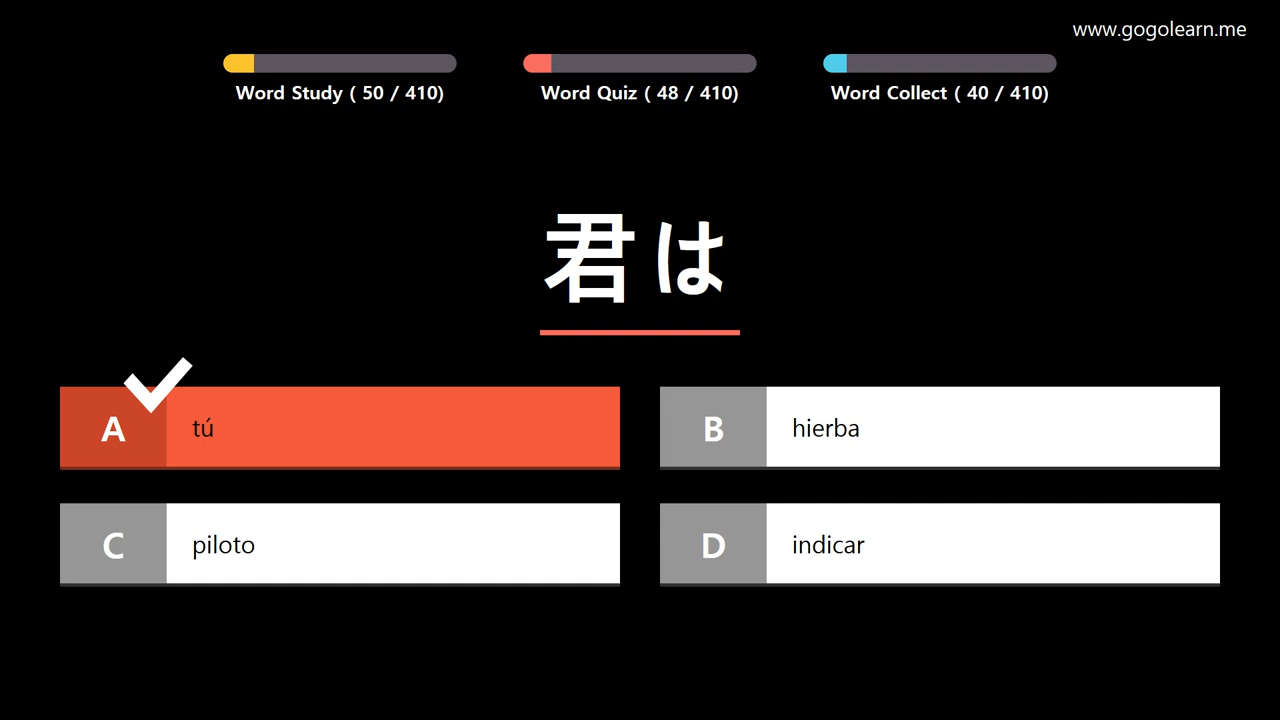 www.gogolearn.me
Word Study ( 50 / 410)
Word Quiz ( 48 / 410)
Word Collect ( 40 / 410)
君は
A tú
B hierba
C piloto
D indicar